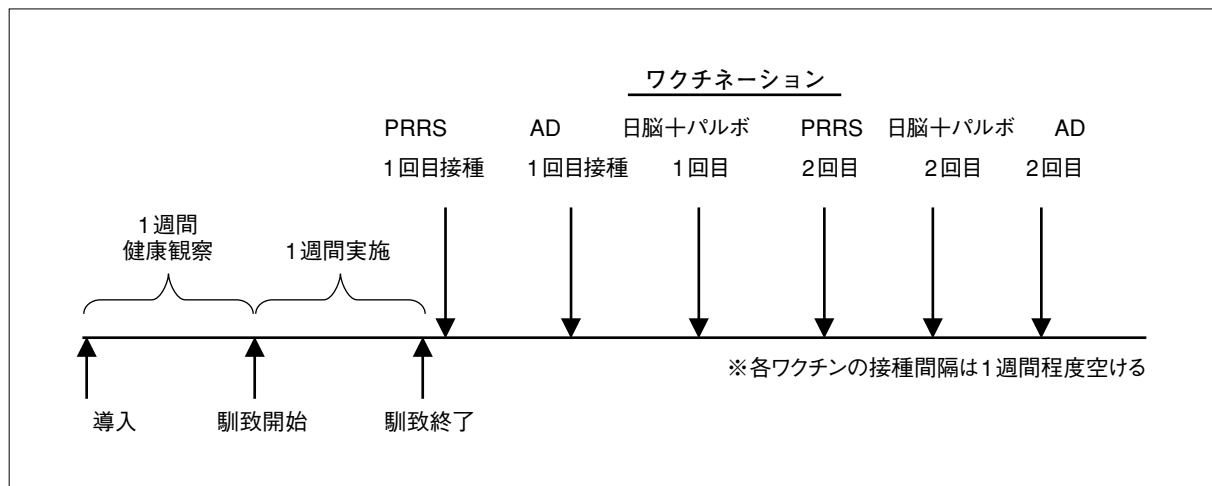 ワクチネーション
PRRS AD 日脳+パルボ PRRS 日脳+パルボ AD
1回目接種 1回目接種 1回目 2回目 2回目 2回目
1週間
健康観察
1週間実施
※各ワクチンの接種間隔は1週間程度空ける
導入 馴致開始 馴致終了